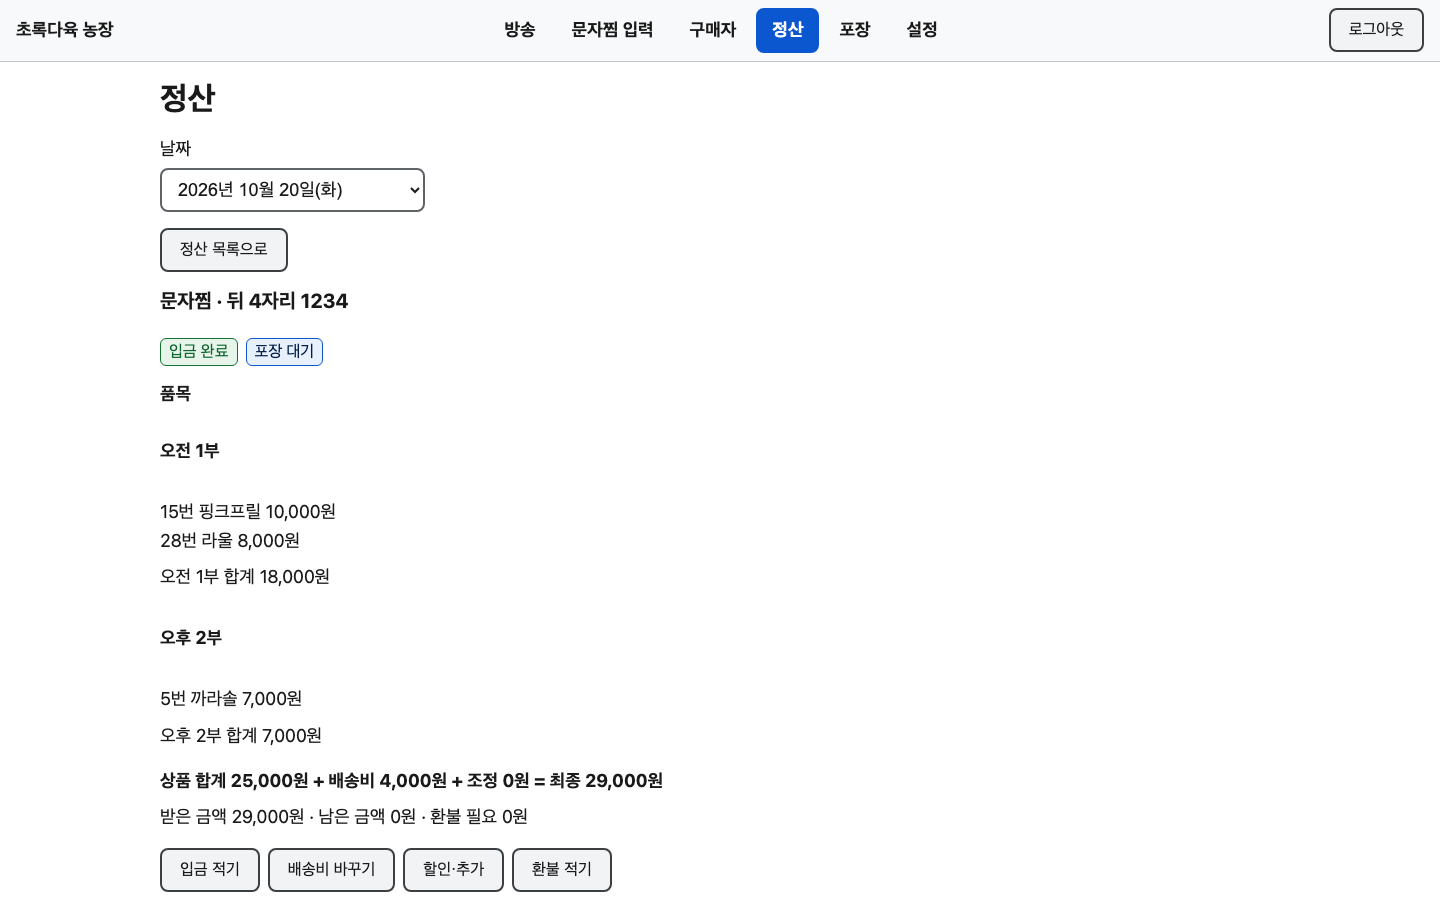 초록다육 농장 방송 문자찜 입력 구매자 정산 포장 설정 로그아웃
정산
날짜
2026년 10월 20일(화)
정산 목록으로
문자찜 · 뒤 4자리 1234
입금 완료 포장 대기
품목
오전 1부
15번 핑크프릴 10,000원
28번 라울 8,000원
오전 1부 합계 18,000원
오후 2부
5번 까라솔 7,000원
오후 2부 합계 7,000원
상품 합계 25,000원 + 배송비 4,000원 + 조정 0원 = 최종 29,000원
받은 금액 29,000원 · 남은 금액 0원 · 환불 필요 0원
입금 적기 배송비 바꾸기 할인·추가 환불 적기